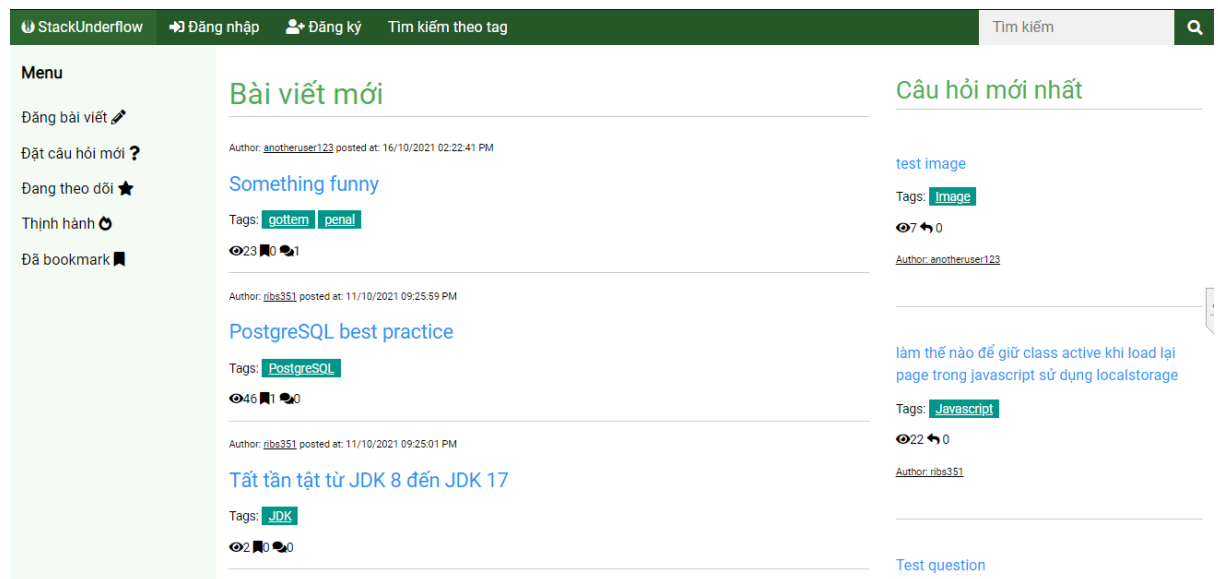 StackUnderflow Đăng nhập Đăng ký Tìm kiếm theo tag Tìm kiếm
Menu
Đăng bài viết
Đặt câu hỏi mới
Đang theo dõi
Thịnh hành
Đã bookmark
Bài viết mới
Author: anotheruser123 posted at: 16/10/2021 02:22:41 PM
Something funny
Tags: gottem penal
23 0 1
Author: ribs351 posted at: 11/10/2021 09:25:59 PM
PostgreSQL best practice
Tags: PostgreSQL
46 1 0
Author: ribs351 posted at: 11/10/2021 09:25:01 PM
Tất tần tật từ JDK 8 đến JDK 17
Tags: JDK
2 0 0
Câu hỏi mới nhất
test image
Tags: Image
7 0
Author: anotheruser123
làm thế nào để giữ class active khi load lại
page trong javascript sử dụng localstorage
Tags: Javascript
22 0
Author: ribs351
Test question